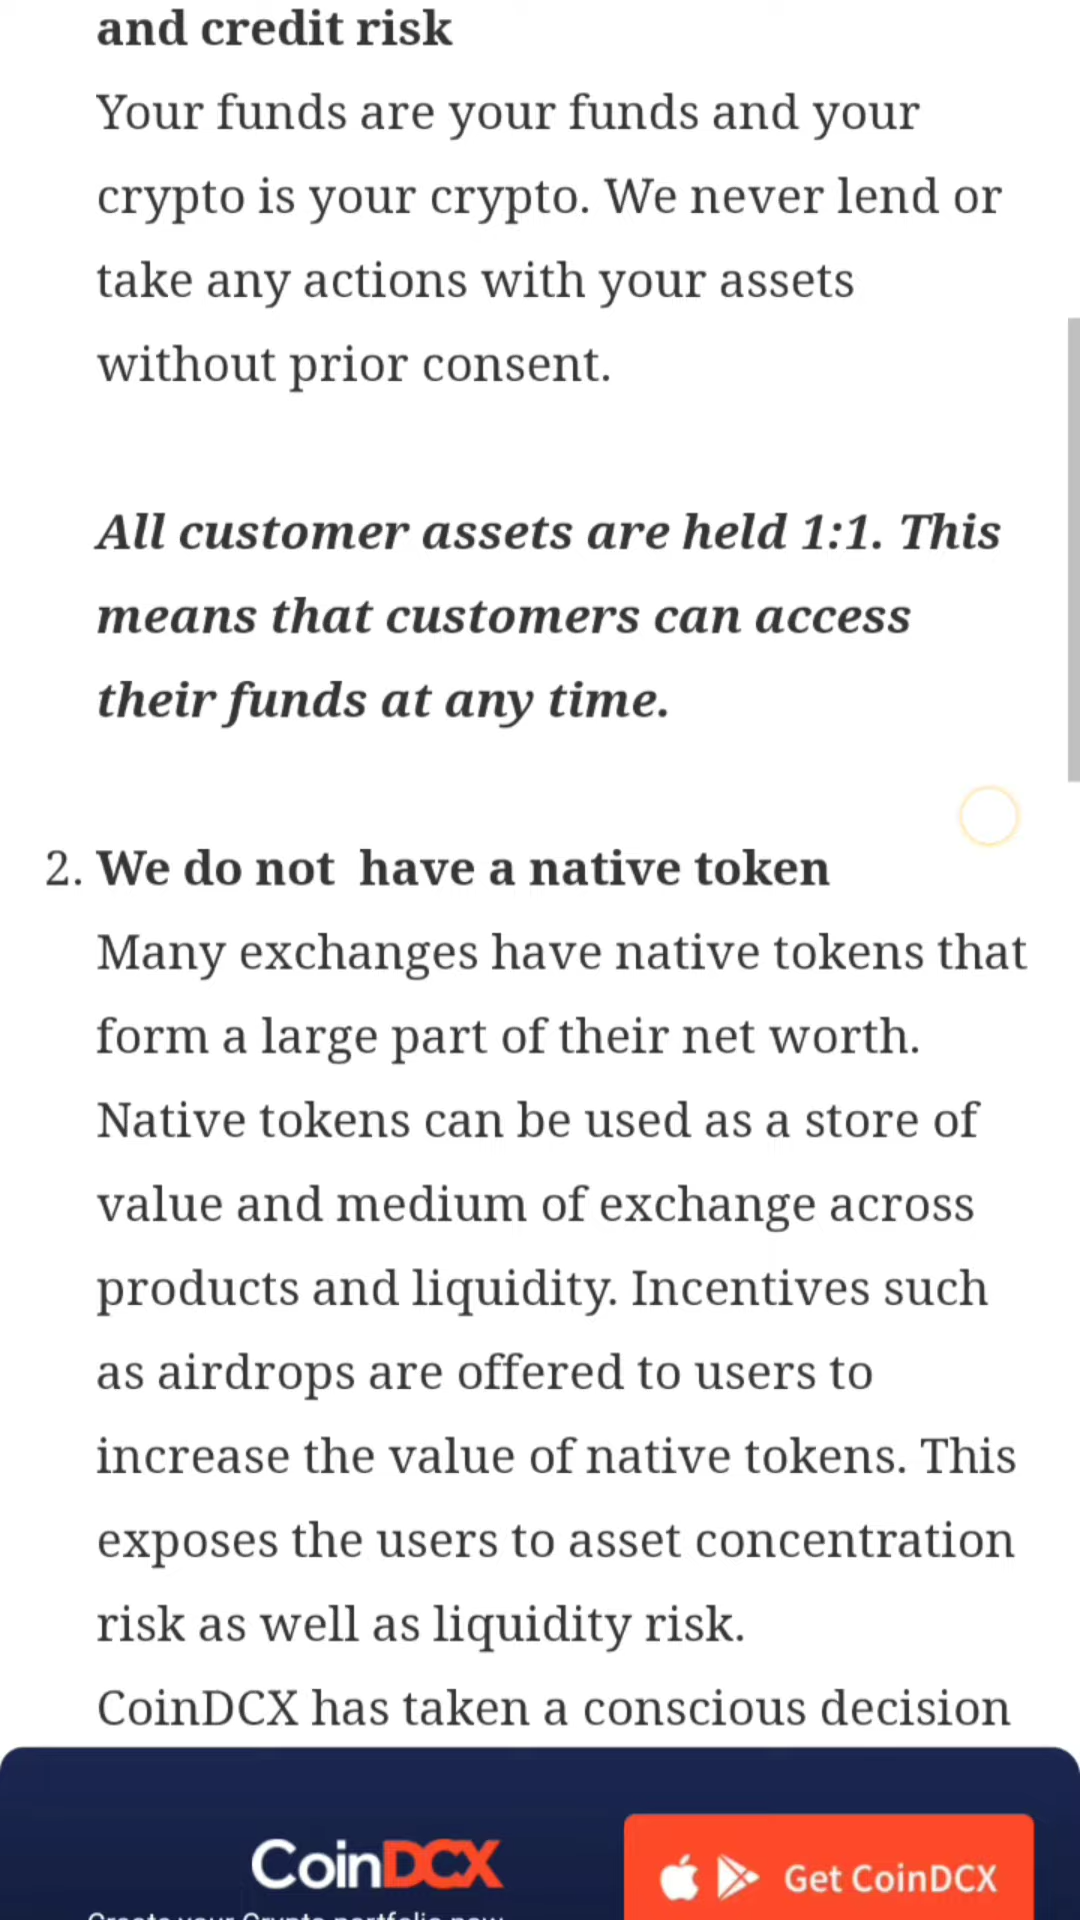 and credit risk
Your funds are your funds and your
crypto is your crypto. We never lend or
take any actions with your assets
without prior consent.
All customer assets are held 1:1. This
means that customers can access
their funds at any time.
2. We do not have a native token
Many exchanges have native tokens that
form a large part of their net worth.
Native tokens can be used as a store of
value and medium of exchange across
products and liquidity. Incentives such
as airdrops are offered to users to
increase the value of native tokens. This
exposes the users to asset concentration
risk as well as liquidity risk.
CoinDCX has taken a conscious decision
CoinDCX
Get CoinDCX
Create your Crypto portfolio now